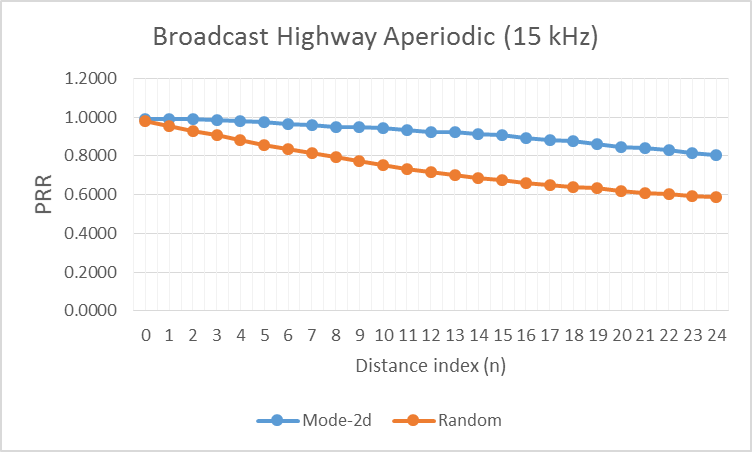 Broadcast Highway Aperiodic (15 kHz)
1.2000
1.0000
0.8000
0.6000
0.4000
0.2000
0.0000
PRR
0 1 2 3 4 5 6 7 8 9 10 11 12 13 14 15 16 17 18 19 20 21 22 23 24
Distance index (n)
Mode-2d Random